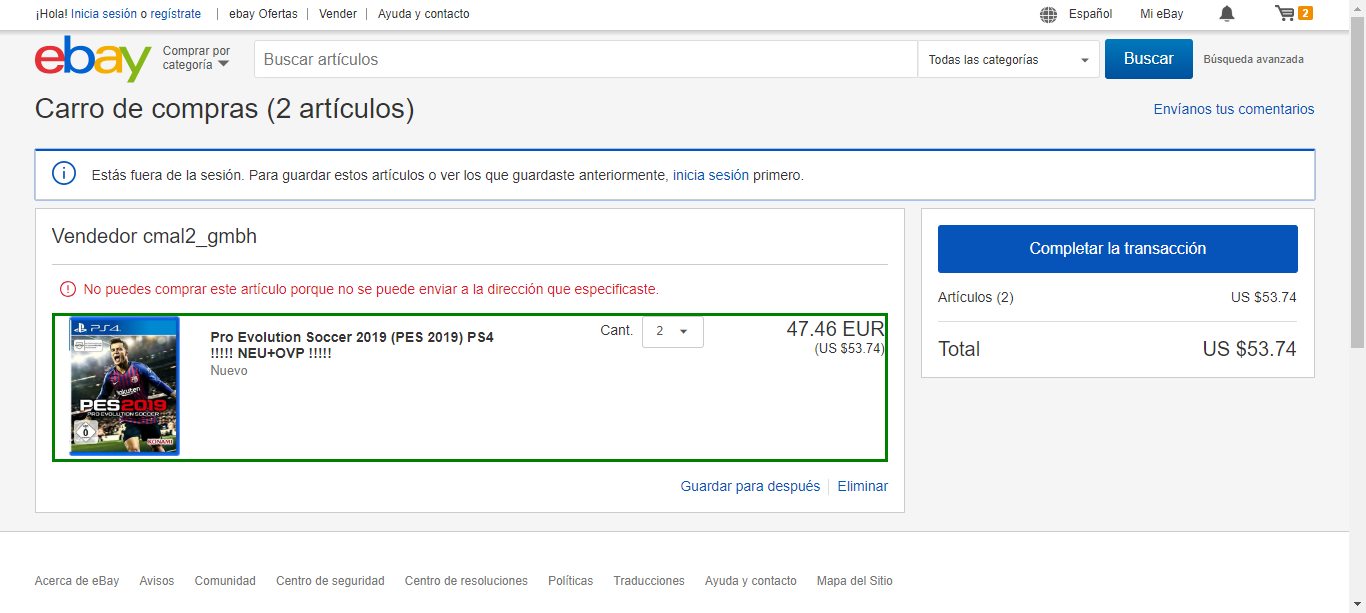 ¡Hola! Inicia sesión o regístrate | ebay Ofertas | Vender | Ayuda y contacto Español Mi eBay 2
ebay Comprar por categoría Buscar artículos Todas las categorías Buscar Búsqueda avanzada
Carro de compras (2 artículos) Envíanos tus comentarios
Estás fuera de la sesión. Para guardar estos artículos o ver los que guardaste anteriormente, inicia sesión primero.
Vendedor cmal2_gmbh
No puedes comprar este artículo porque no se puede enviar a la dirección que especificaste.
PS4
rakuten
PES2019
PRO EVOLUTION SOCCER
0
KONAMI
Pro Evolution Soccer 2019 (PES 2019) PS4
!!!!! NEU+OVP !!!!!
Nuevo
Cant. 2
47.46 EUR
(US $53.74)
Guardar para después | Eliminar
Completar la transacción
Artículos (2) US $53.74
Total US $53.74
Acerca de eBay Avisos Comunidad Centro de seguridad Centro de resoluciones Políticas Traducciones Ayuda y contacto Mapa del Sitio